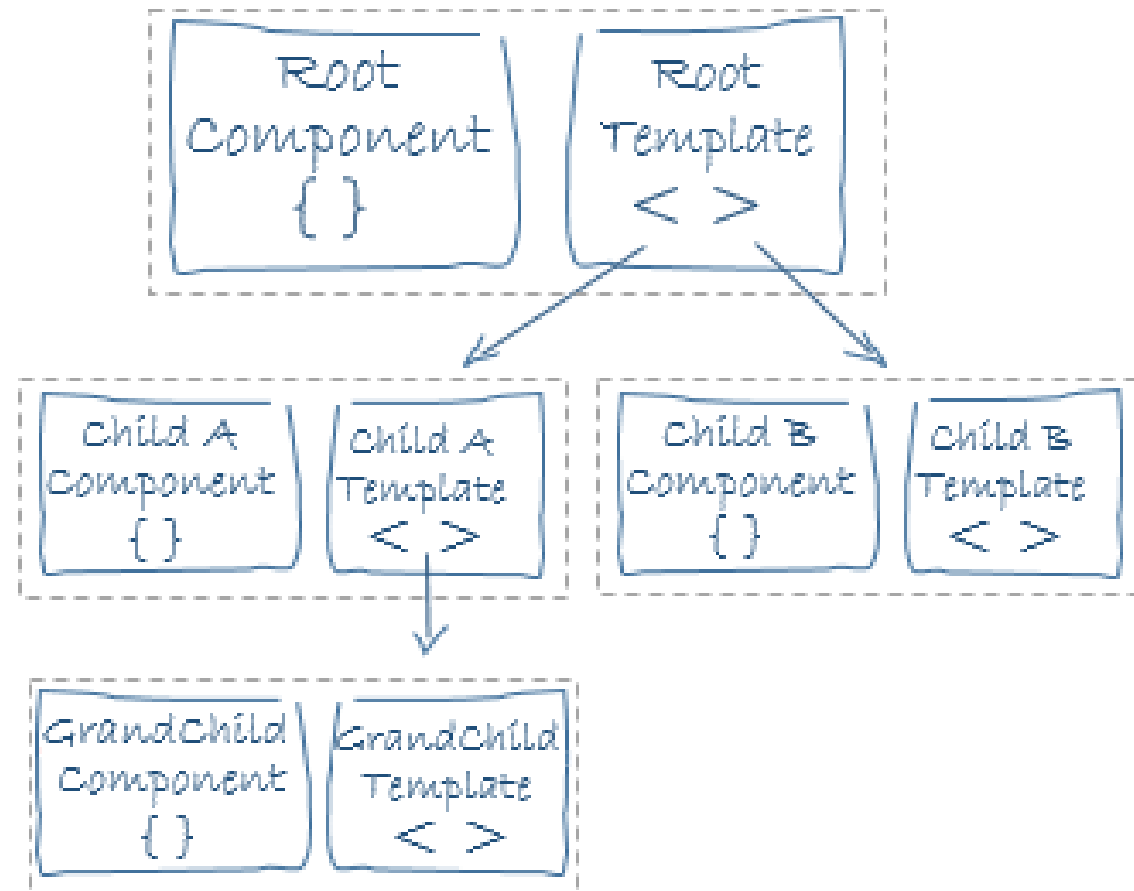 Root
Component
{ }
Root
Template
< >
Child A
Component
{ }
Child A
Template
< >
Child B
Component
{ }
Child B
Template
< >
GrandChild
Component
{ }
GrandChild
Template
< >